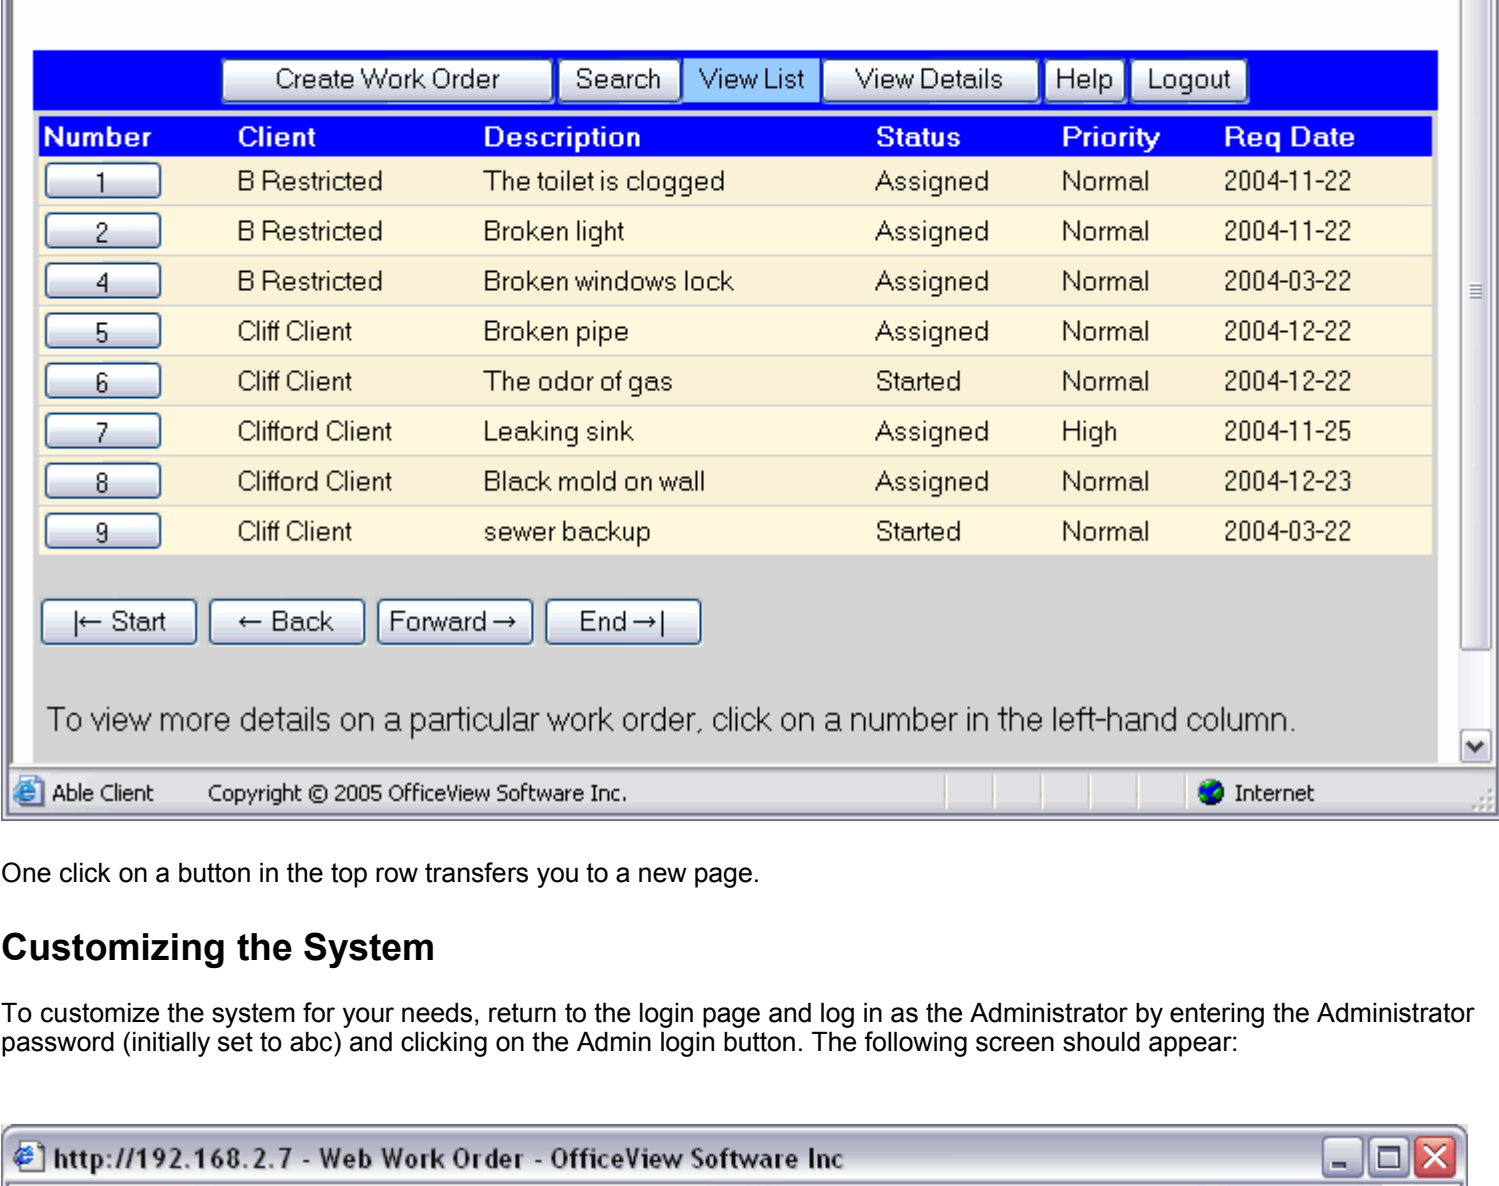 Create Work Order Search View List View Details Help Logout
Number Client Description Status Priority Req Date
1 B Restricted The toilet is clogged Assigned Normal 2004-11-22
2 B Restricted Broken light Assigned Normal 2004-11-22
4 B Restricted Broken windows lock Assigned Normal 2004-03-22
5 Cliff Client Broken pipe Assigned Normal 2004-12-22
6 Cliff Client The odor of gas Started Normal 2004-12-22
7 Clifford Client Leaking sink Assigned High 2004-11-25
8 Clifford Client Black mold on wall Assigned Normal 2004-12-23
9 Cliff Client sewer backup Started Normal 2004-03-22
|← Start ← Back Forward → End →|
To view more details on a particular work order, click on a number in the left-hand column.
Able Client Copyright © 2005 OfficeView Software Inc. Internet
One click on a button in the top row transfers you to a new page.
Customizing the System
To customize the system for your needs, return to the login page and log in as the Administrator by entering the Administrator
password (initially set to abc) and clicking on the Admin login button. The following screen should appear:
http://192.168.2.7 - Web Work Order - OfficeView Software Inc